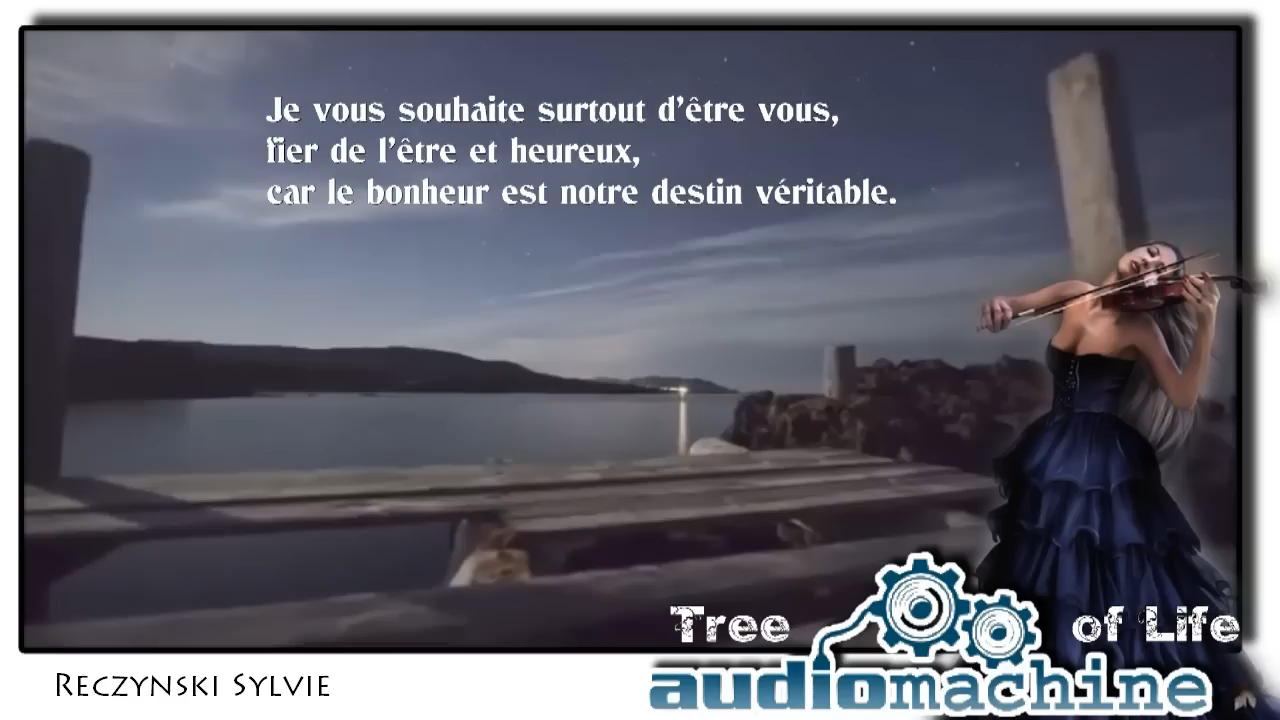 Je vous souhaite surtout d'être vous,
fier de l'être et heureux,
car le bonheur est notre destin véritable.
Tree of Life
audiomachine
RECZYNSKI SYLVIE